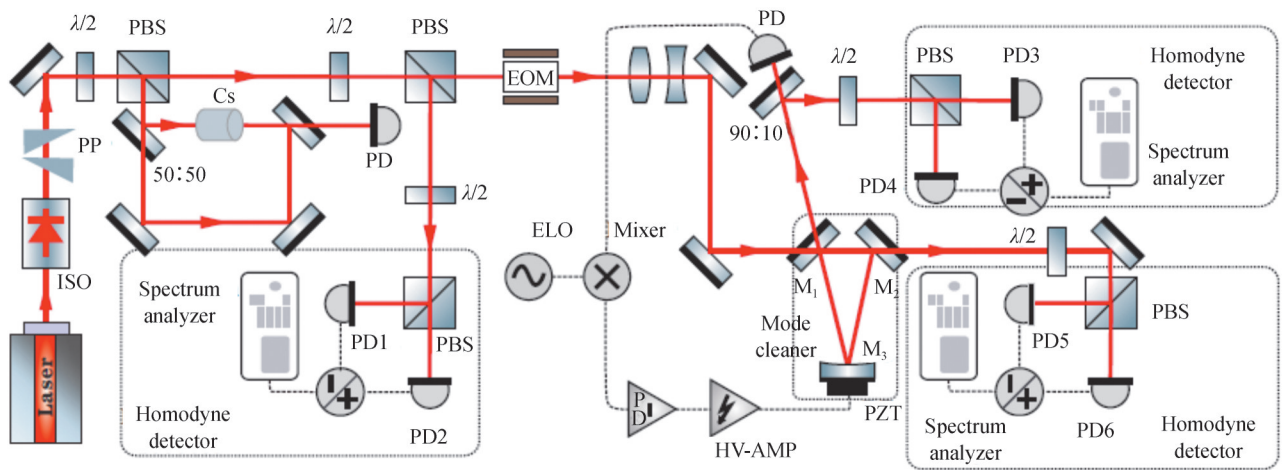 λ/2
PBS
λ/2
PBS
EOM
PD
λ/2
PBS
PD3
Homodyne
detector
Cs
PP
50:50
PD
90:10
PD4
Spectrum
analyzer
λ/2
ISO
ELO
Mixer
λ/2
Spectrum
analyzer
PD1
PBS
M1
M2
Mode
cleaner
M3
PD5
PBS
Laser
Homodyne
detector
PD2
P
D
HV-AMP
PZT
Spectrum
analyzer
PD6
Homodyne
detector